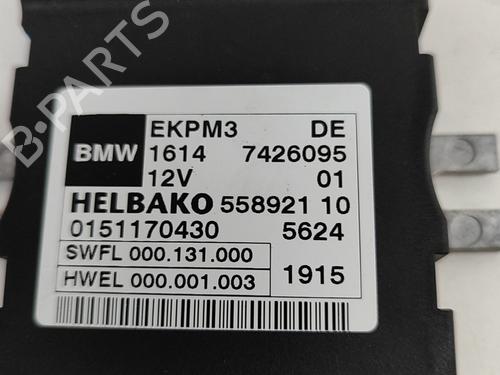 B-PARTS
EKPM3 DE
BMW 1614 7426095
12V 01
HELBAKO 558921 10
0151170430 5624
SWFL 000.131.000
HWEL 000.001.003 1915